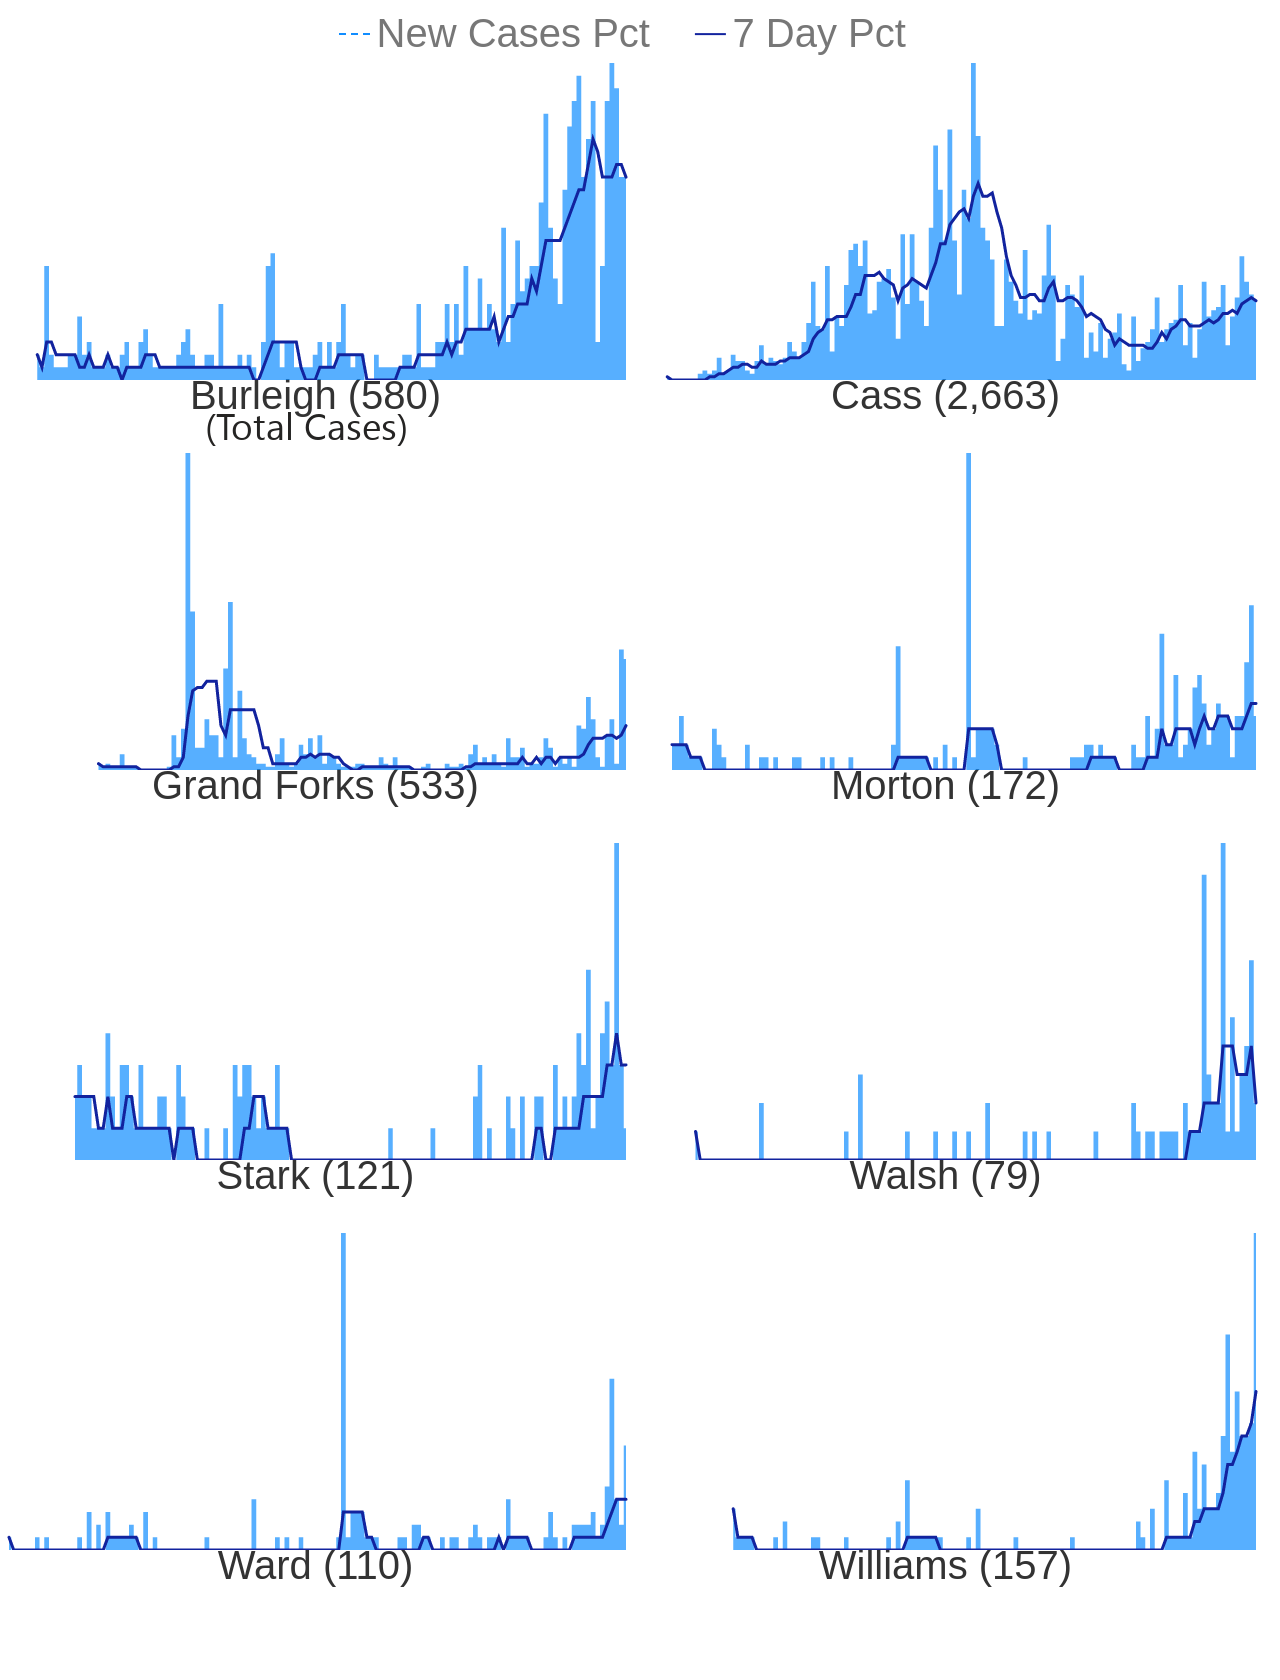 New Cases Pct 7 Day Pct
Burleigh (580) Cass (2,663)
(Total Cases)
Grand Forks (533) Morton (172)
Stark (121) Walsh (79)
Ward (110) Williams (157)